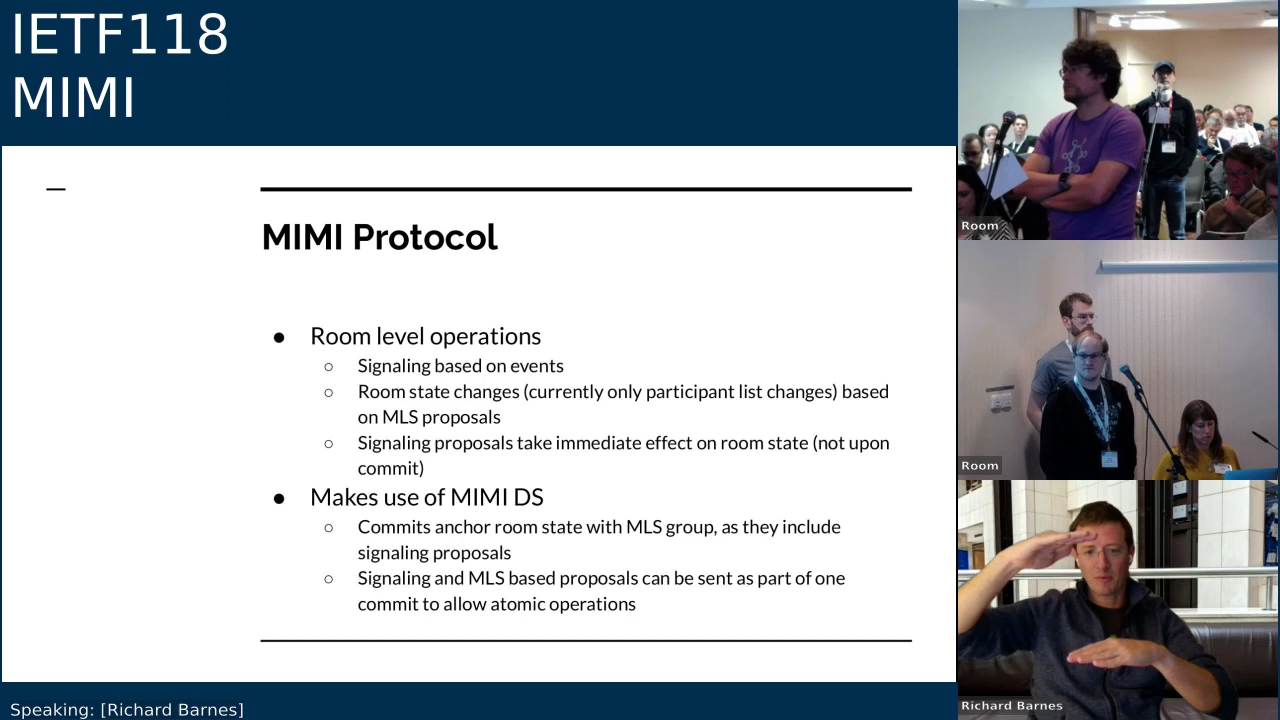 IETF118
MIMI
MIMI Protocol
● Room level operations
○ Signaling based on events
○ Room state changes (currently only participant list changes) based
on MLS proposals
○ Signaling proposals take immediate effect on room state (not upon
commit)
● Makes use of MIMI DS
○ Commits anchor room state with MLS group, as they include
signaling proposals
○ Signaling and MLS based proposals can be sent as part of one
commit to allow atomic operations
Room
Room
Richard Barnes
Speaking: [Richard Barnes]